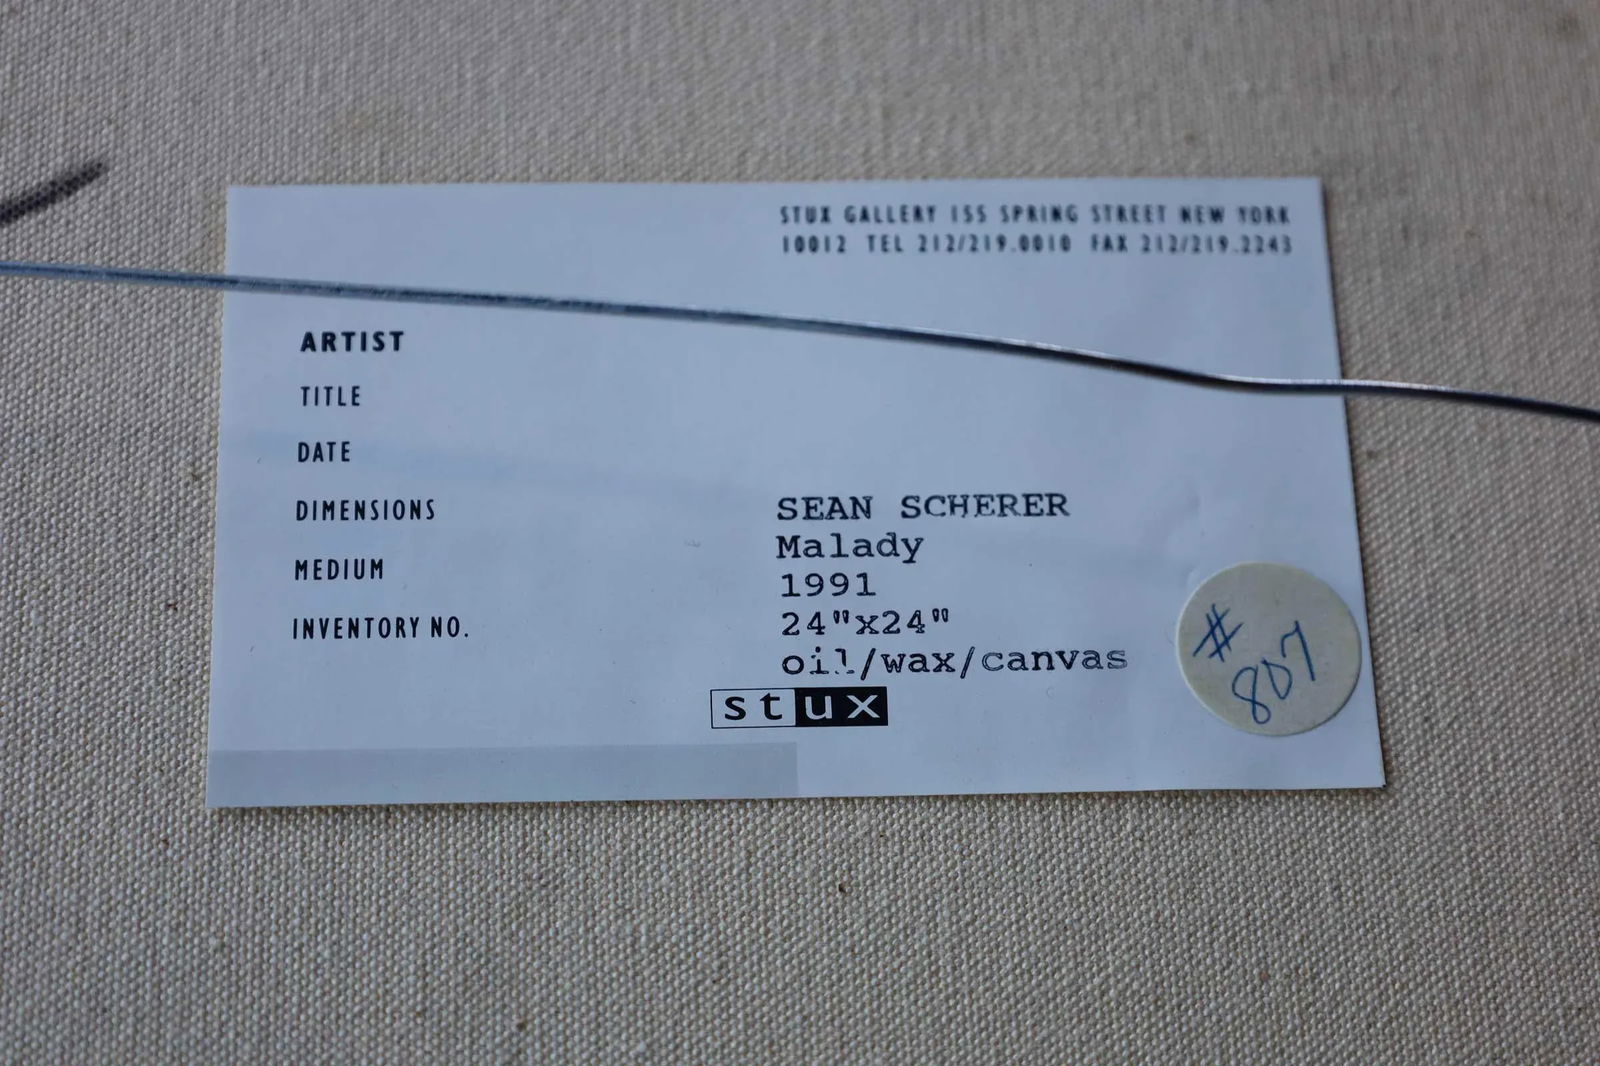 STUX GALLERY 155 SPRING STREET NEW YORK
10012 TEL 212/219.0010 FAX 212/219.2243
ARTIST
TITLE
DATE
DIMENSIONS
MEDIUM
INVENTORY NO.
SEAN SCHERER
Malady
1991
24"x24"
oil/wax/canvas
stux
#
807